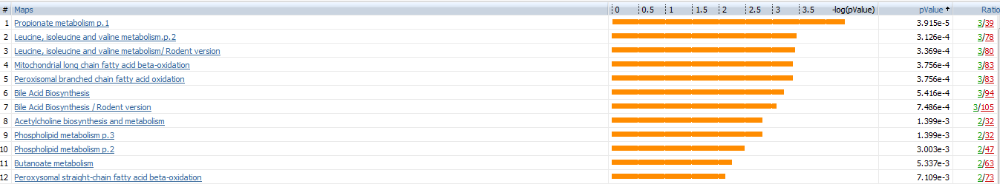 # Maps 0 0.5 1 1.5 2 2.5 3 3.5 -log(pValue) pValue Ratio
1 Propionate metabolism p.1 3.915e-5 3/39
2 Leucine, isoleucine and valine metabolism.p.2 3.126e-4 3/78
3 Leucine, isoleucine and valine metabolism/ Rodent version 3.369e-4 3/80
4 Mitochondrial long chain fatty acid beta-oxidation 3.756e-4 3/83
5 Peroxisomal branched chain fatty acid oxidation 3.756e-4 3/83
6 Bile Acid Biosynthesis 5.416e-4 3/94
7 Bile Acid Biosynthesis / Rodent version 7.486e-4 3/105
8 Acetylcholine biosynthesis and metabolism 1.399e-3 2/32
9 Phospholipid metabolism p.3 1.399e-3 2/32
10 Phospholipid metabolism p.2 3.003e-3 2/47
11 Butanoate metabolism 5.337e-3 2/63
12 Peroxysomal straight-chain fatty acid beta-oxidation 7.109e-3 2/73